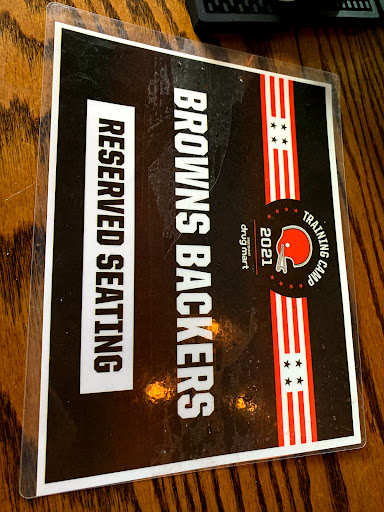 TRAINING CAMP
2021
drug mart
BROWNS BACKERS
RESERVED SEATING